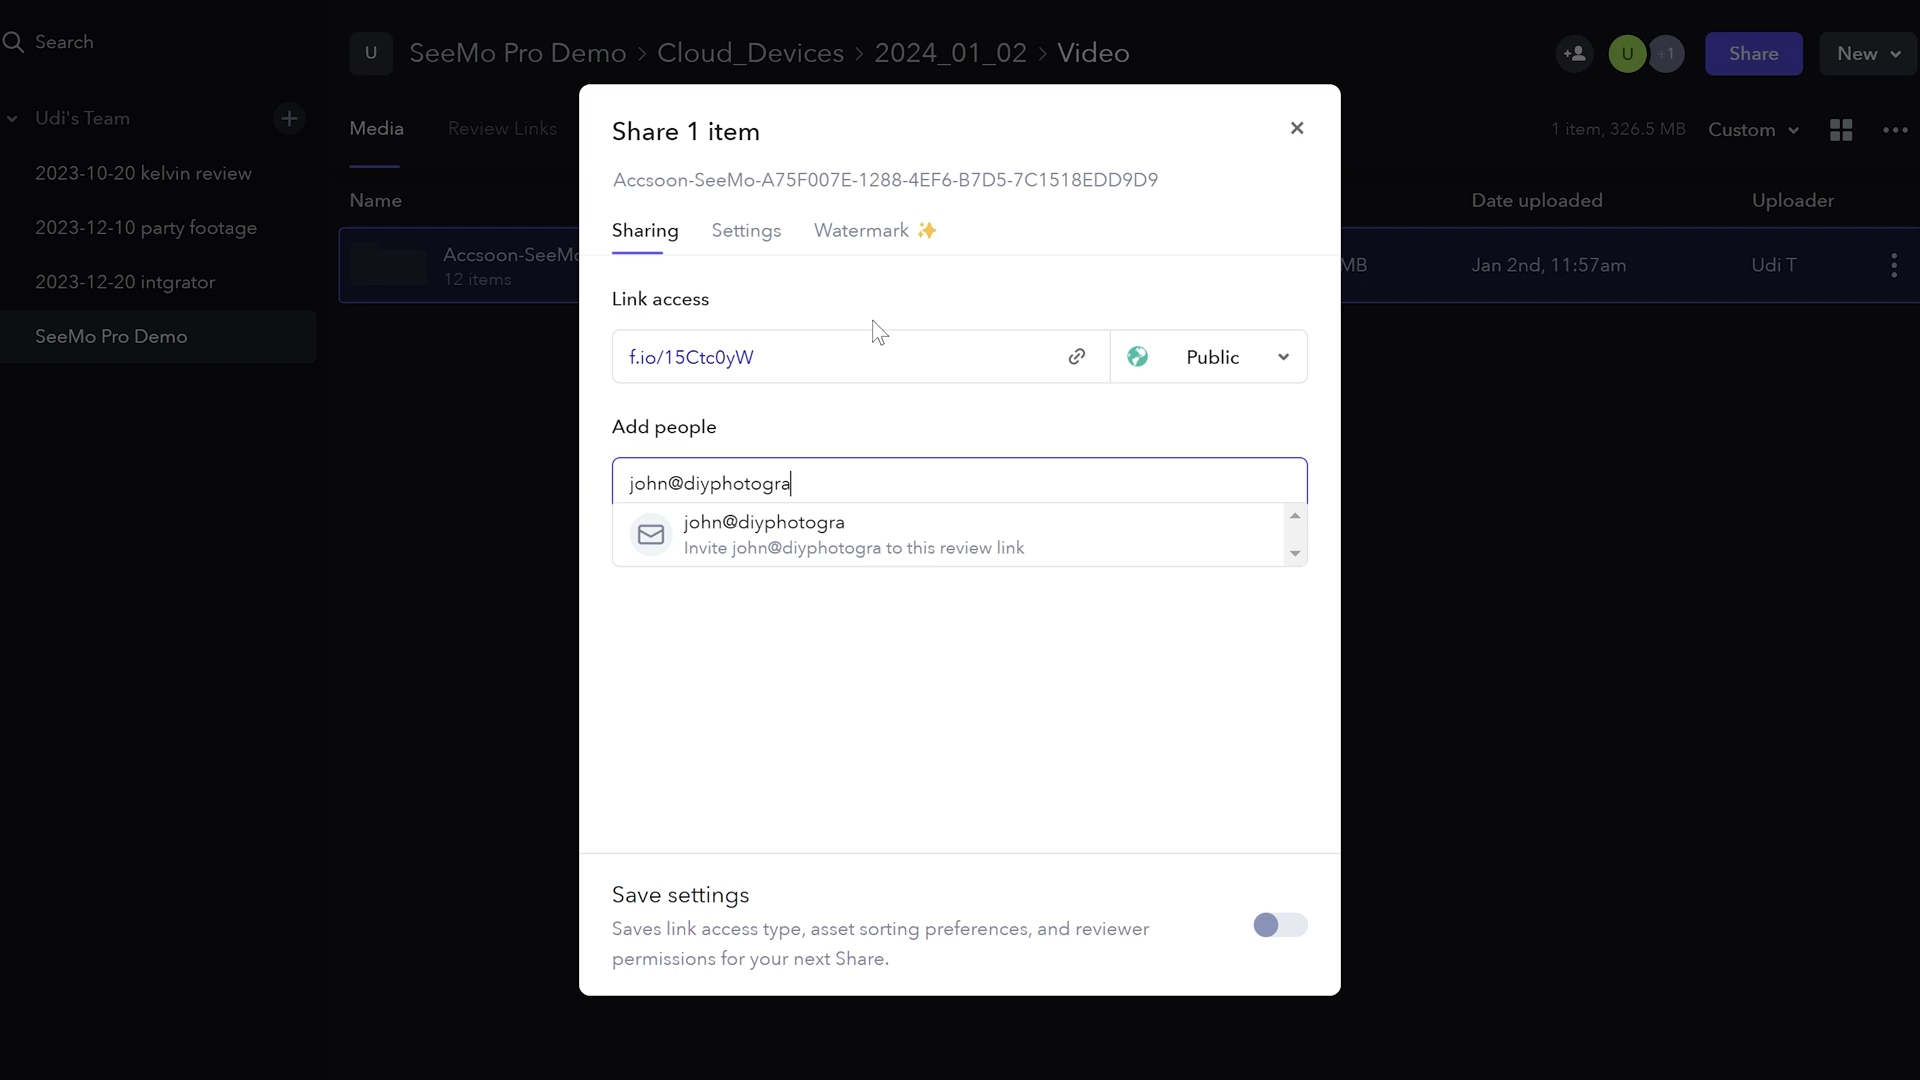 Search
U
SeeMo Pro Demo > Cloud_Devices > 2024_01_02 > Video
U
+1
Share
New
Udi's Team
Media
Review Links
Share 1 item
1 item, 326.5 MB
Custom
2023-10-20 kelvin review
Accsoon-SeeMo-A75F007E-1288-4EF6-B7D5-7C1518EDD9D9
Name
Date uploaded
Uploader
2023-12-10 party footage
Sharing
Settings
Watermark ✨
Accsoon-SeeMo
12 items
MB
Jan 2nd, 11:57am
Udi T
2023-12-20 intgrator
Link access
SeeMo Pro Demo
f.io/15Ctc0yW
Public
Add people
john@diyphotogra
john@diyphotogra
Invite john@diyphotogra to this review link
Save settings
Saves link access type, asset sorting preferences, and reviewer
permissions for your next Share.